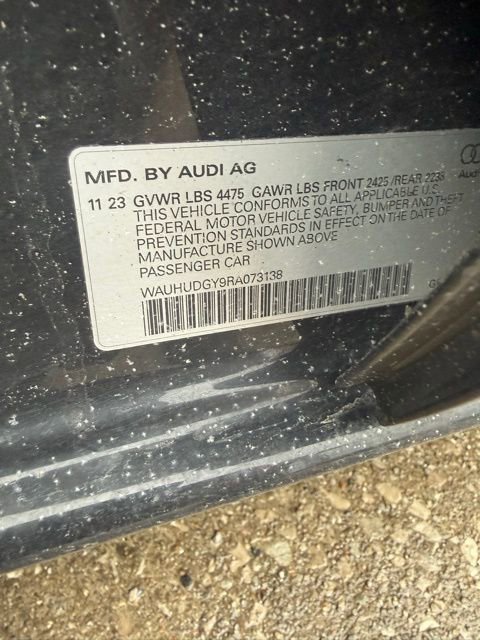 MFD. BY AUDI AG
11 23 GVWR LBS 4475 GAWR LBS FRONT 2425 /REAR 2238
THIS VEHICLE CONFORMS TO ALL APPLICABLE U.S.
FEDERAL MOTOR VEHICLE SAFETY, BUMPER AND THEFT
PREVENTION STANDARDS IN EFFECT ON THE DATE OF
MANUFACTURE SHOWN ABOVE
PASSENGER CAR
WAUHUDGY9RA073138